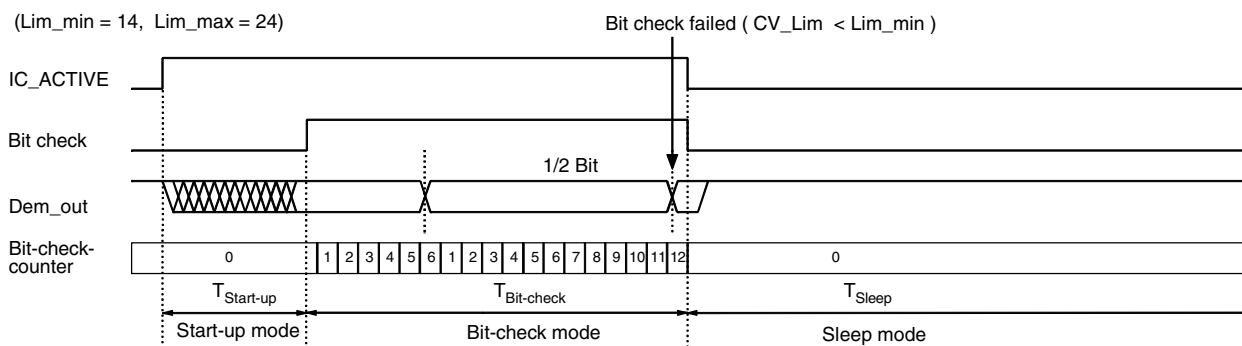 (Lim_min = 14, Lim_max = 24)
Bit check failed ( CV_Lim < Lim_min )
IC_ACTIVE
Bit check
1/2 Bit
Dem_out
Bit-check-
counter
0 1 2 3 4 5 6 1 2 3 4 5 6 7 8 9 10 11 12 0
TStart-up TBit-check TSleep
Start-up mode Bit-check mode Sleep mode